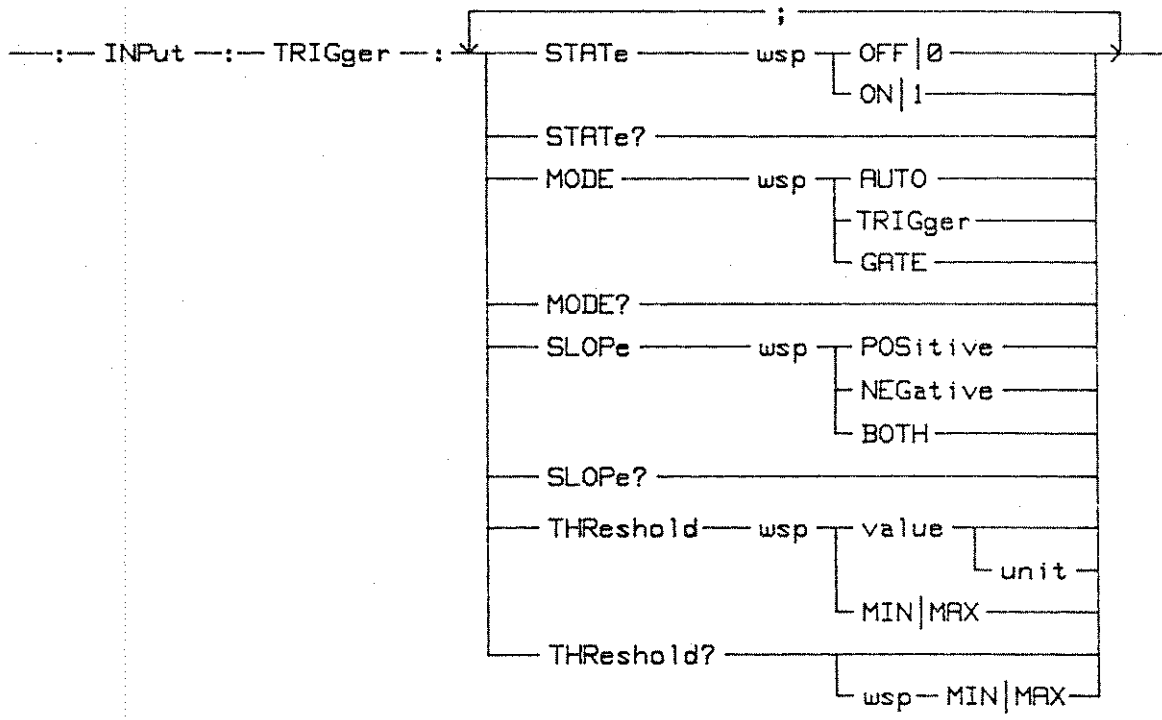 ;
: INPut : TRIGger : STATe wsp OFF|0
ON|1
STATe?
MODE wsp AUTO
TRIGger
GATE
MODE?
SLOPe wsp POSitive
NEGative
BOTH
SLOPe?
THReshold wsp value
unit
MIN|MAX
THReshold?
wsp MIN|MAX